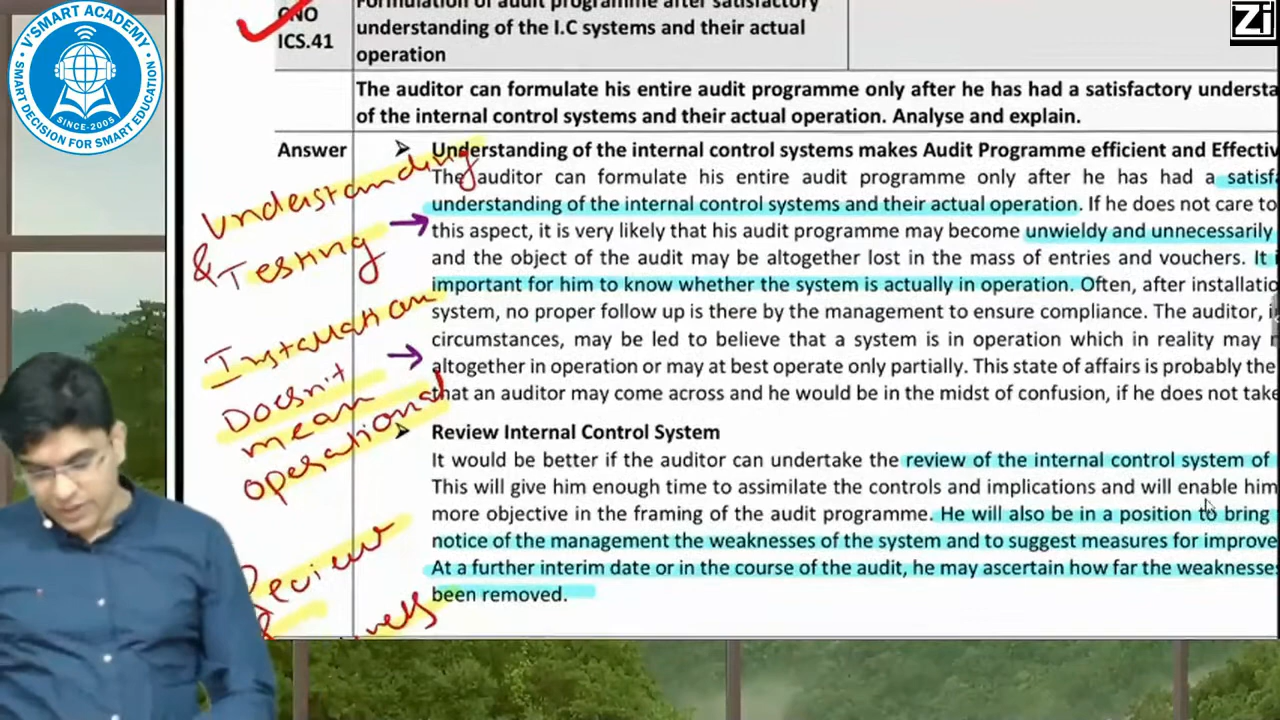 V'SMART ACADEMY
SMART DECISION FOR SMART EDUCATION
SINCE-2005
Zi
QNO
ICS.41
Formulation of audit programme after satisfactory
understanding of the I.C systems and their actual
operation
The auditor can formulate his entire audit programme only after he has had a satisfactory understa
of the internal control systems and their actual operation. Analyse and explain.
Answer
➤ Understanding of the internal control systems makes Audit Programme efficient and Effectiv
The auditor can formulate his entire audit programme only after he has had a satisf
understanding of the internal control systems and their actual operation. If he does not care to
this aspect, it is very likely that his audit programme may become unwieldy and unnecessarily
and the object of the audit may be altogether lost in the mass of entries and vouchers. It i
important for him to know whether the system is actually in operation. Often, after installatio
system, no proper follow up is there by the management to ensure compliance. The auditor, i
circumstances, may be led to believe that a system is in operation which in reality may
altogether in operation or may at best operate only partially. This state of affairs is probably the
that an auditor may come across and he would be in the midst of confusion, if he does not take
➤ Review Internal Control System
It would be better if the auditor can undertake the review of the internal control system of
This will give him enough time to assimilate the controls and implications and will enable him
more objective in the framing of the audit programme. He will also be in a position to bring
notice of the management the weaknesses of the system and to suggest measures for improve
At a further interim date or in the course of the audit, he may ascertain how far the weaknesse
been removed.
Understanding
& Testing
Installation
Doesn't
mean
operational
Review
&